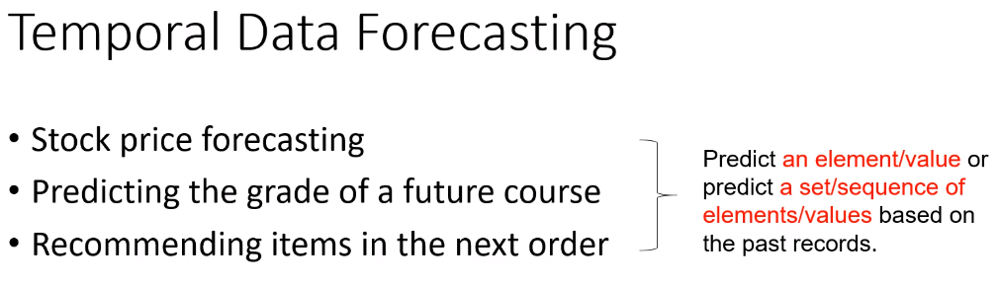 Temporal Data Forecasting
• Stock price forecasting
• Predicting the grade of a future course
• Recommending items in the next order
Predict an element/value or
predict a set/sequence of
elements/values based on
the past records.